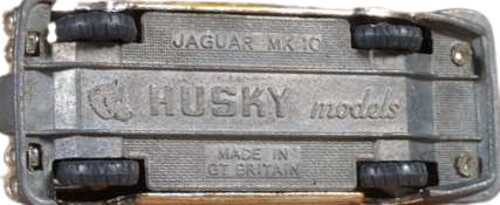 JAGUAR MK 10
HUSKY models
MADE IN
GT BRITAIN